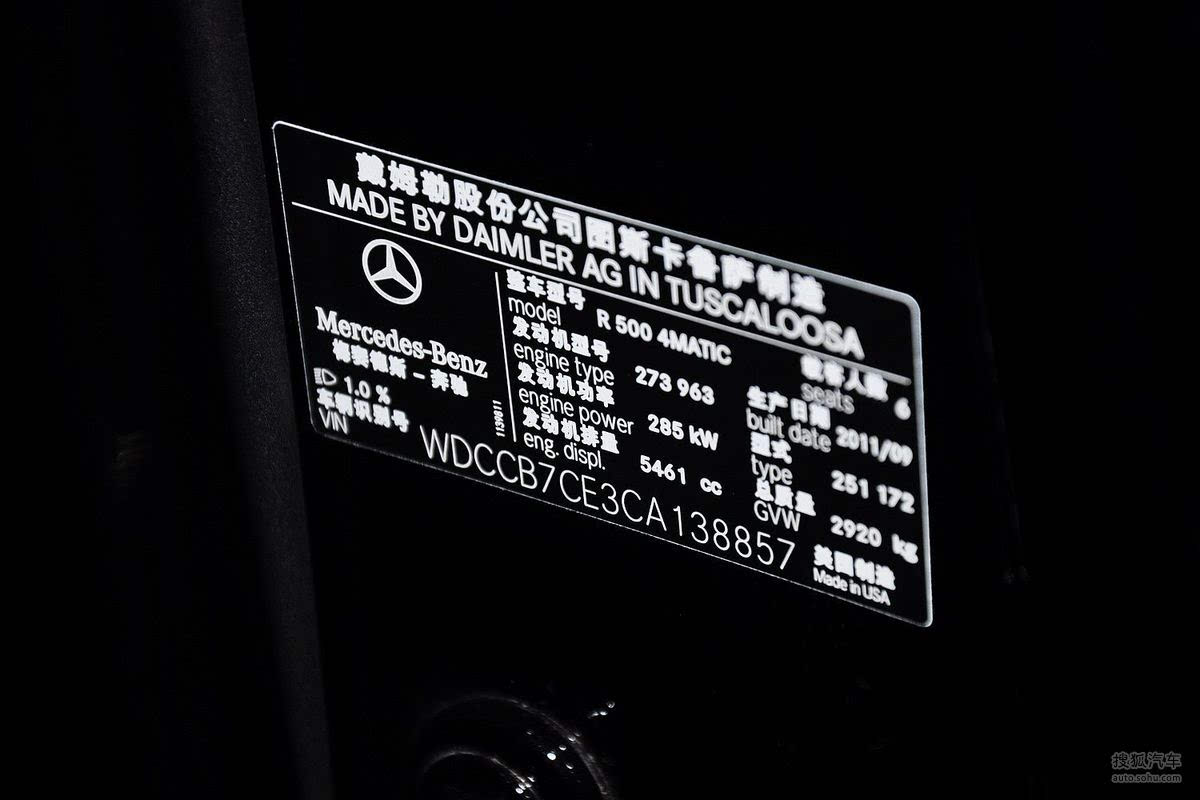 戴姆勒股份公司图斯卡鲁萨制造
MADE BY DAIMLER AG IN TUSCALOOSA
Mercedes-Benz
梅赛德斯－奔驰
1.0 %
1139011
整车型号
model R 500 4MATIC
发动机型号
engine type 273 963
发动机功率
engine power 285 kW
发动机排量
eng. displ. 5461 cc
载客人数
seats 6
生产日期
built date 2011/09
型式
type 251 172
总质量
GVW 2920 kg
车辆识别号
VIN WDCCB7CE3CA138857
美国制造
Made in USA
搜狐汽车
auto.sohu.com